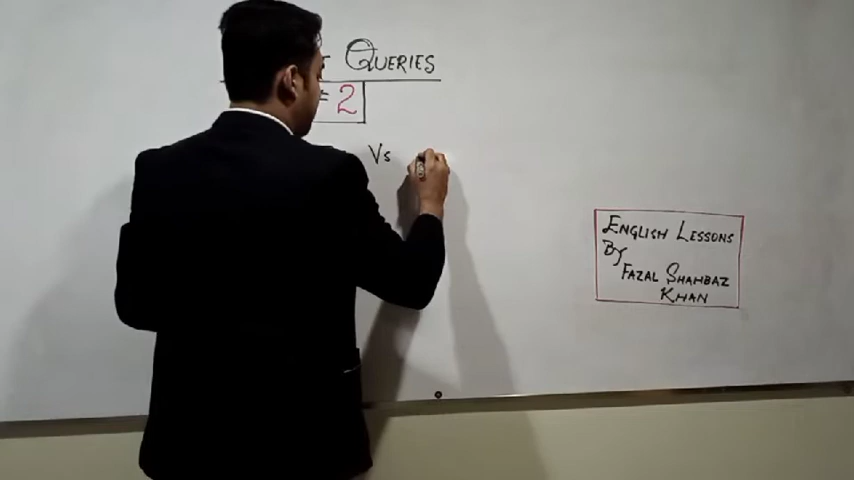 QUERIES
= 2
Vs
ENGLISH LESSONS
By
FAZAL SHAHBAZ
KHAN